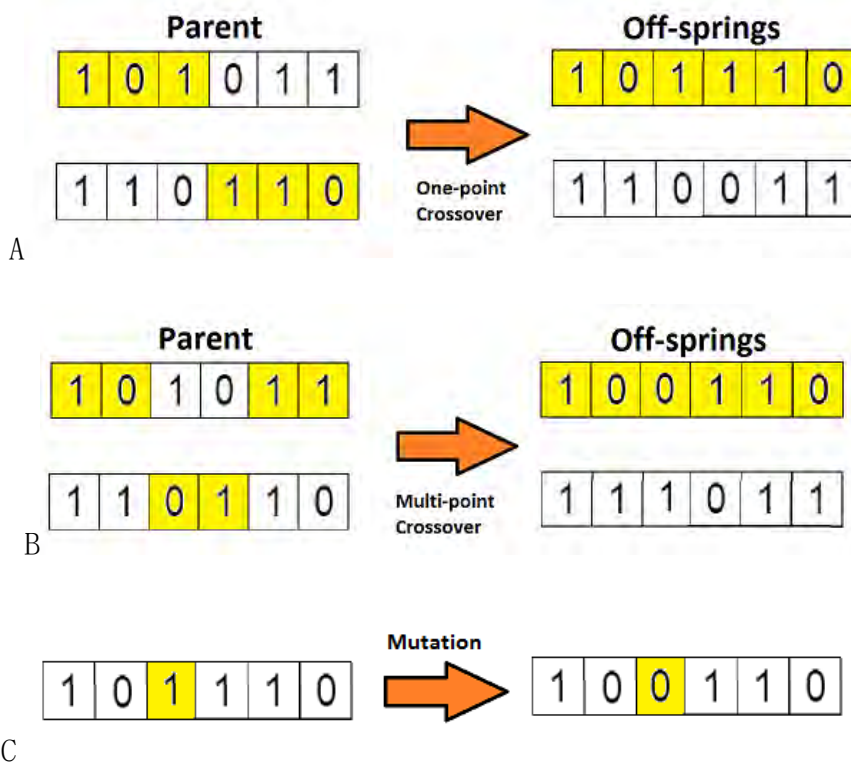 Parent Off-springs
1 0 1 0 1 1 1 0 1 1 1 0
One-point
Crossover
1 1 0 1 1 0 1 1 0 0 1 1
A
Parent Off-springs
1 0 1 0 1 1 1 0 0 1 1 0
Multi-point
Crossover
1 1 0 1 1 0 1 1 1 0 1 1
B
Mutation
1 0 1 1 1 0 1 0 0 1 1 0
C